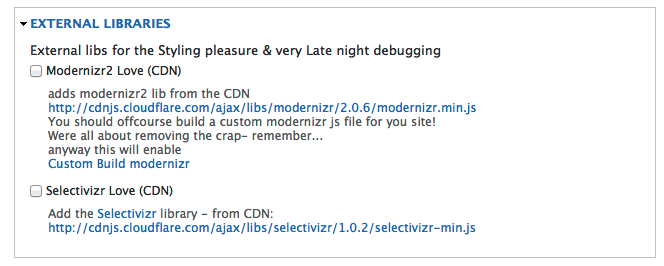 EXTERNAL LIBRARIES
External libs for the Styling pleasure & very Late night debugging
Modernizr2 Love (CDN)
adds modernizr2 lib from the CDN
http://cdnjs.cloudflare.com/ajax/libs/modernizr/2.0.6/modernizr.min.js
You should offcourse build a custom modernizr js file for you site!
Were all about removing the crap- remember...
anyway this will enable
Custom Build modernizr
Selectivizr Love (CDN)
Add the Selectivizr library - from CDN:
http://cdnjs.cloudflare.com/ajax/libs/selectivizr/1.0.2/selectivizr-min.js